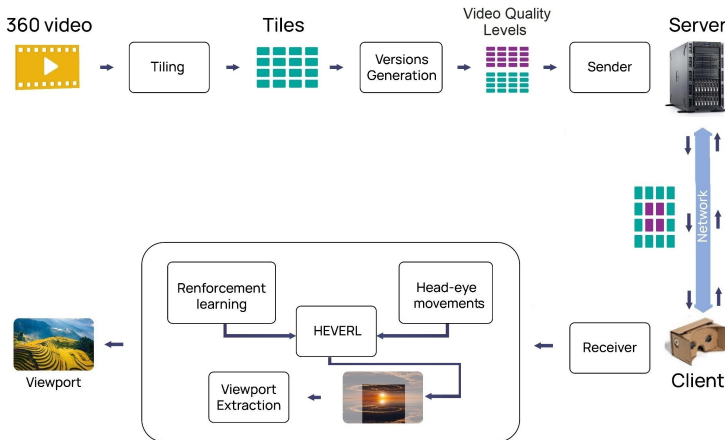 360 video
Tiling
Tiles
Versions
Generation
Video Quality
Levels
Sender
Server
Network
Renforcement
learning
Head-eye
movements
HEVERL
Viewport
Extraction
Viewport
Receiver
Client